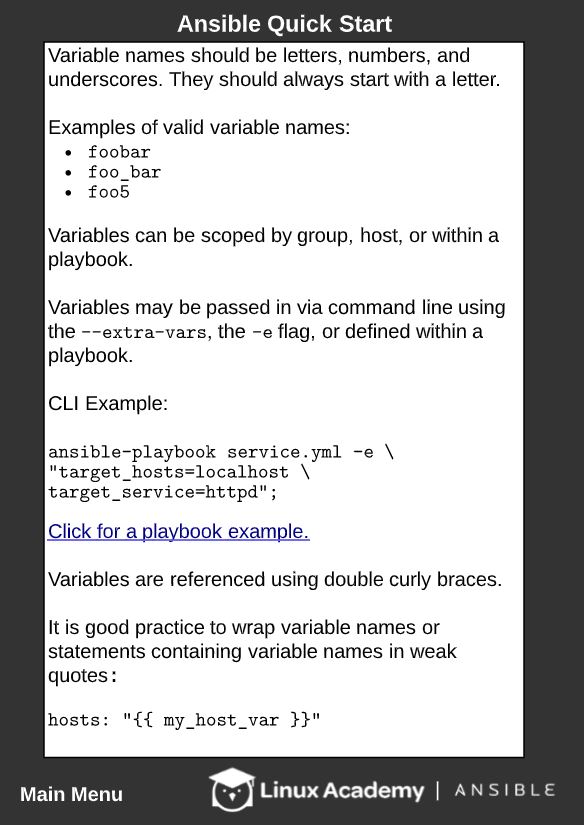 Ansible Quick Start
Variable names should be letters, numbers, and
underscores. They should always start with a letter.
Examples of valid variable names:
• foobar
• foo_bar
• foo5
Variables can be scoped by group, host, or within a
playbook.
Variables may be passed in via command line using
the --extra-vars, the -e flag, or defined within a
playbook.
CLI Example:
ansible-playbook service.yml -e \
"target_hosts=localhost \
target_service=httpd";
Click for a playbook example.
Variables are referenced using double curly braces.
It is good practice to wrap variable names or
statements containing variable names in weak
quotes:
hosts: "{{ my_host_var }}"
Main Menu
Linux Academy | ANSIBLE